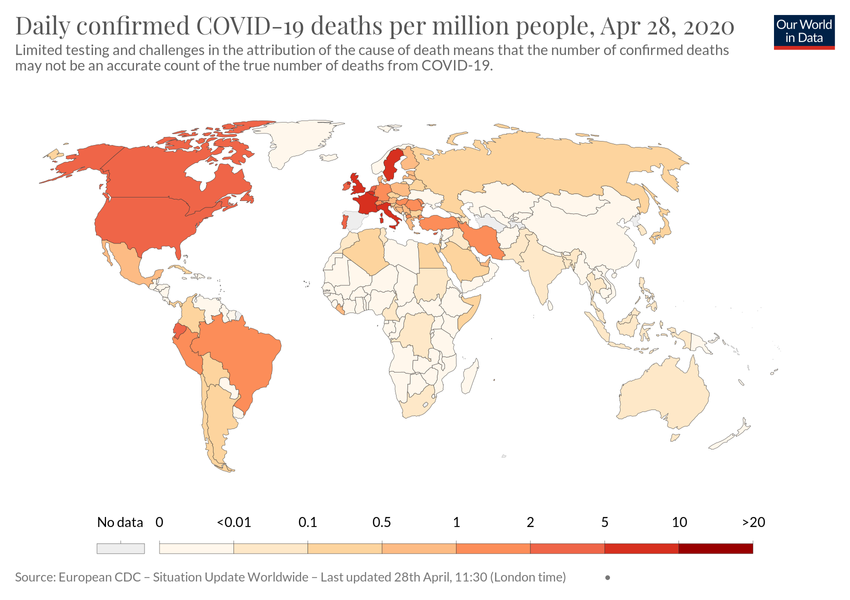 Daily confirmed COVID-19 deaths per million people, Apr 28, 2020
Our World
in Data
Limited testing and challenges in the attribution of the cause of death means that the number of confirmed deaths
may not be an accurate count of the true number of deaths from COVID-19.
No data 0 <0.01 0.1 0.5 1 2 5 10 >20
Source: European CDC – Situation Update Worldwide – Last updated 28th April, 11:30 (London time) •